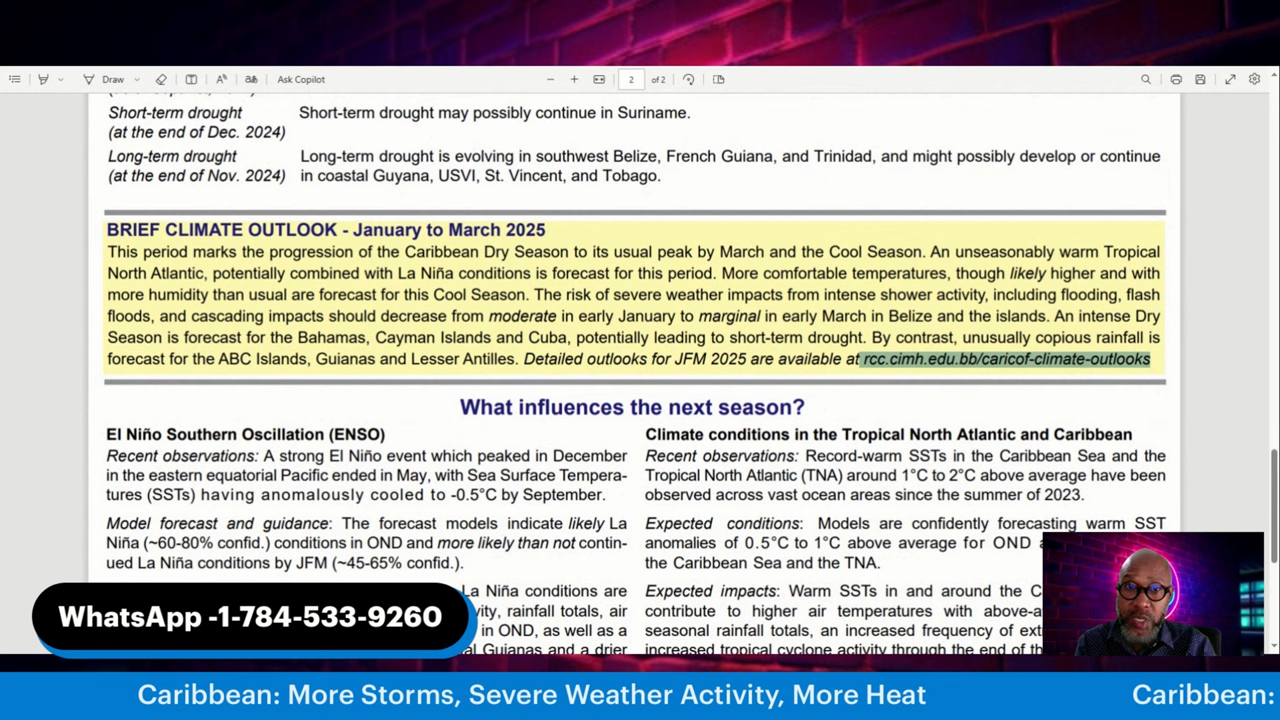 Draw
Ask Copilot
2
of 2
Short-term drought
Short-term drought may possibly continue in Suriname.
(at the end of Dec. 2024)
Long-term drought
Long-term drought is evolving in southwest Belize, French Guiana, and Trinidad, and might possibly develop or continue
(at the end of Nov. 2024)
in coastal Guyana, USVI, St. Vincent, and Tobago.
BRIEF CLIMATE OUTLOOK - January to March 2025
This period marks the progression of the Caribbean Dry Season to its usual peak by March and the Cool Season. An unseasonably warm Tropical
North Atlantic, potentially combined with La Niña conditions is forecast for this period. More comfortable temperatures, though likely higher and with
more humidity than usual are forecast for this Cool Season. The risk of severe weather impacts from intense shower activity, including flooding, flash
floods, and cascading impacts should decrease from moderate in early January to marginal in early March in Belize and the islands. An intense Dry
Season is forecast for the Bahamas, Cayman Islands and Cuba, potentially leading to short-term drought. By contrast, unusually copious rainfall is
forecast for the ABC Islands, Guianas and Lesser Antilles. Detailed outlooks for JFM 2025 are available at rcc.cimh.edu.bb/caricof-climate-outlooks
What influences the next season?
El Niño Southern Oscillation (ENSO)
Recent observations: A strong El Niño event which peaked in December
in the eastern equatorial Pacific ended in May, with Sea Surface Tempera-
tures (SSTs) having anomalously cooled to -0.5°C by September.
Model forecast and guidance: The forecast models indicate likely La
Niña (~60-80% confid.) conditions in OND and more likely than not contin-
ued La Niña conditions by JFM (~45-65% confid.).
La Niña conditions are
vity, rainfall totals, air
in OND, as well as a
al Guianas and a drier
Climate conditions in the Tropical North Atlantic and Caribbean
Recent observations: Record-warm SSTs in the Caribbean Sea and the
Tropical North Atlantic (TNA) around 1°C to 2°C above average have been
observed across vast ocean areas since the summer of 2023.
Expected conditions: Models are confidently forecasting warm SST
anomalies of 0.5°C to 1°C above average for OND
the Caribbean Sea and the TNA.
Expected impacts: Warm SSTs in and around the C
contribute to higher air temperatures with above-a
seasonal rainfall totals, an increased frequency of ext
increased tropical cyclone activity through the end of th
WhatsApp -1-784-533-9260
Caribbean: More Storms, Severe Weather Activity, More Heat
Caribbean: